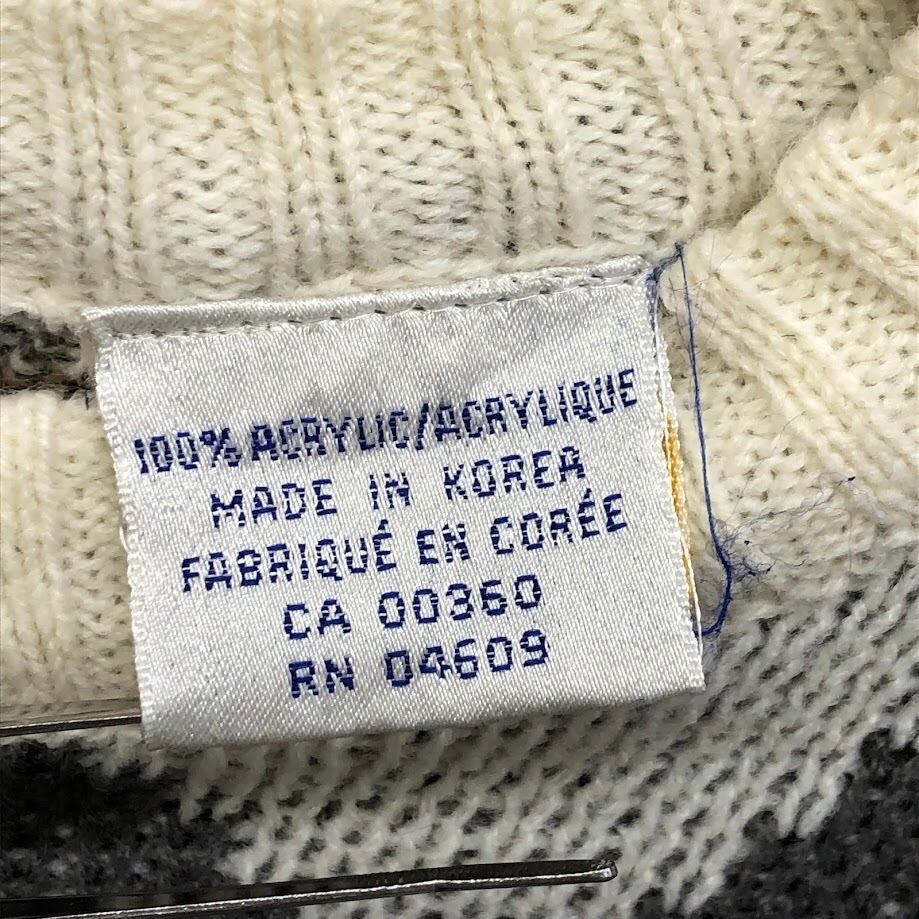 100% ACRYLIC/ACRYLIQUE
MADE IN KOREA
FABRIQUÉ EN CORÉE
CA 00360
RN 04609